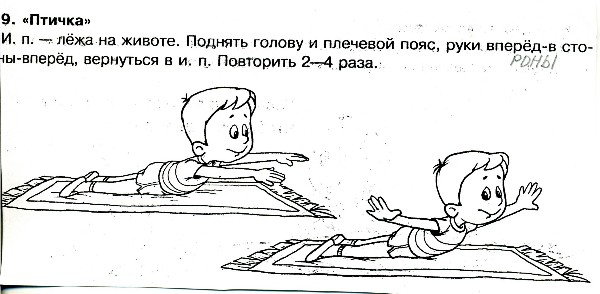 9. «Птичка»
И. п. — лёжа на животе. Поднять голову и плечевой пояс, руки вперёд-в сто-
ны-вперёд, вернуться в и. п. Повторить 2—4 раза.
РОНЫ